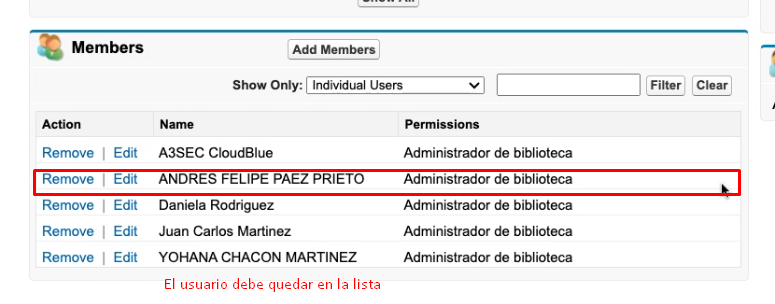 Members
Add Members
Show Only: Individual Users Filter Clear
Action Name Permissions
Remove | Edit A3SEC CloudBlue Administrador de biblioteca
Remove | Edit ANDRES FELIPE PAEZ PRIETO Administrador de biblioteca
Remove | Edit Daniela Rodriguez Administrador de biblioteca
Remove | Edit Juan Carlos Martinez Administrador de biblioteca
Remove | Edit YOHANA CHACON MARTINEZ Administrador de biblioteca
El usuario debe quedar en la lista